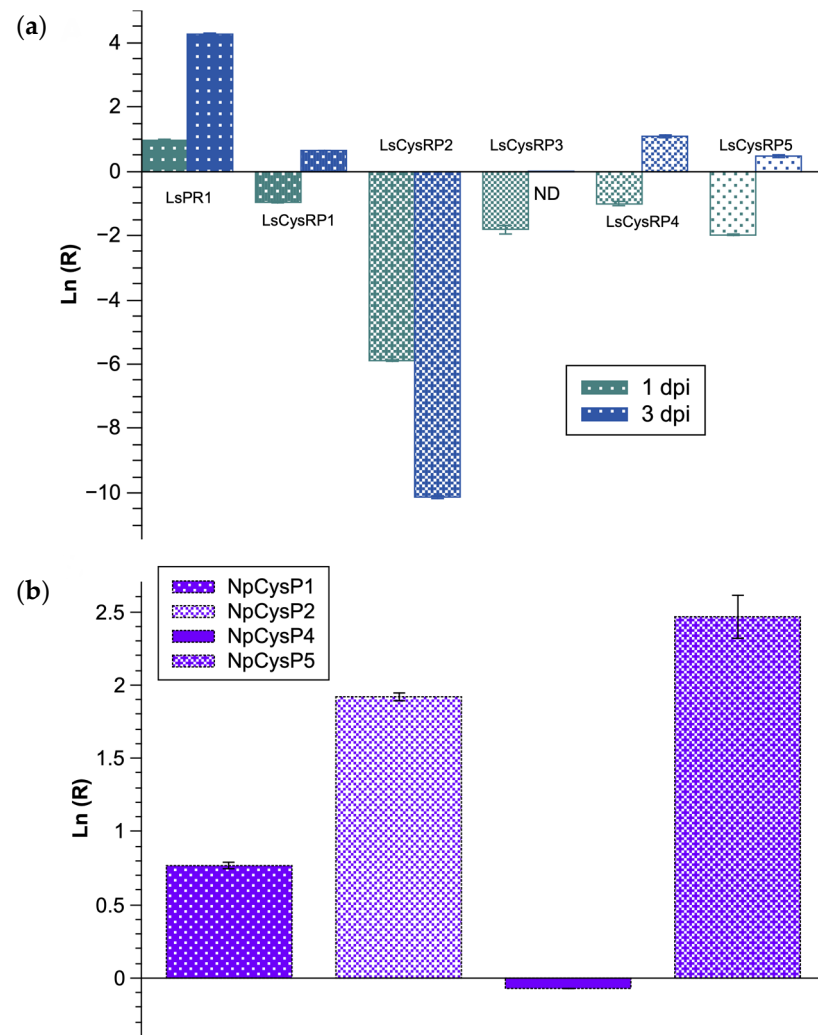 (a)
Ln (R)
4
2
0
−2
−4
−6
−8
−10
LsPR1
LsCysRP1
LsCysRP2
LsCysRP3
ND
LsCysRP4
LsCysRP5
1 dpi
3 dpi
(b)
NpCysP1
NpCysP2
NpCysP4
NpCysP5
Ln (R)
2.5
2
1.5
1
0.5
0